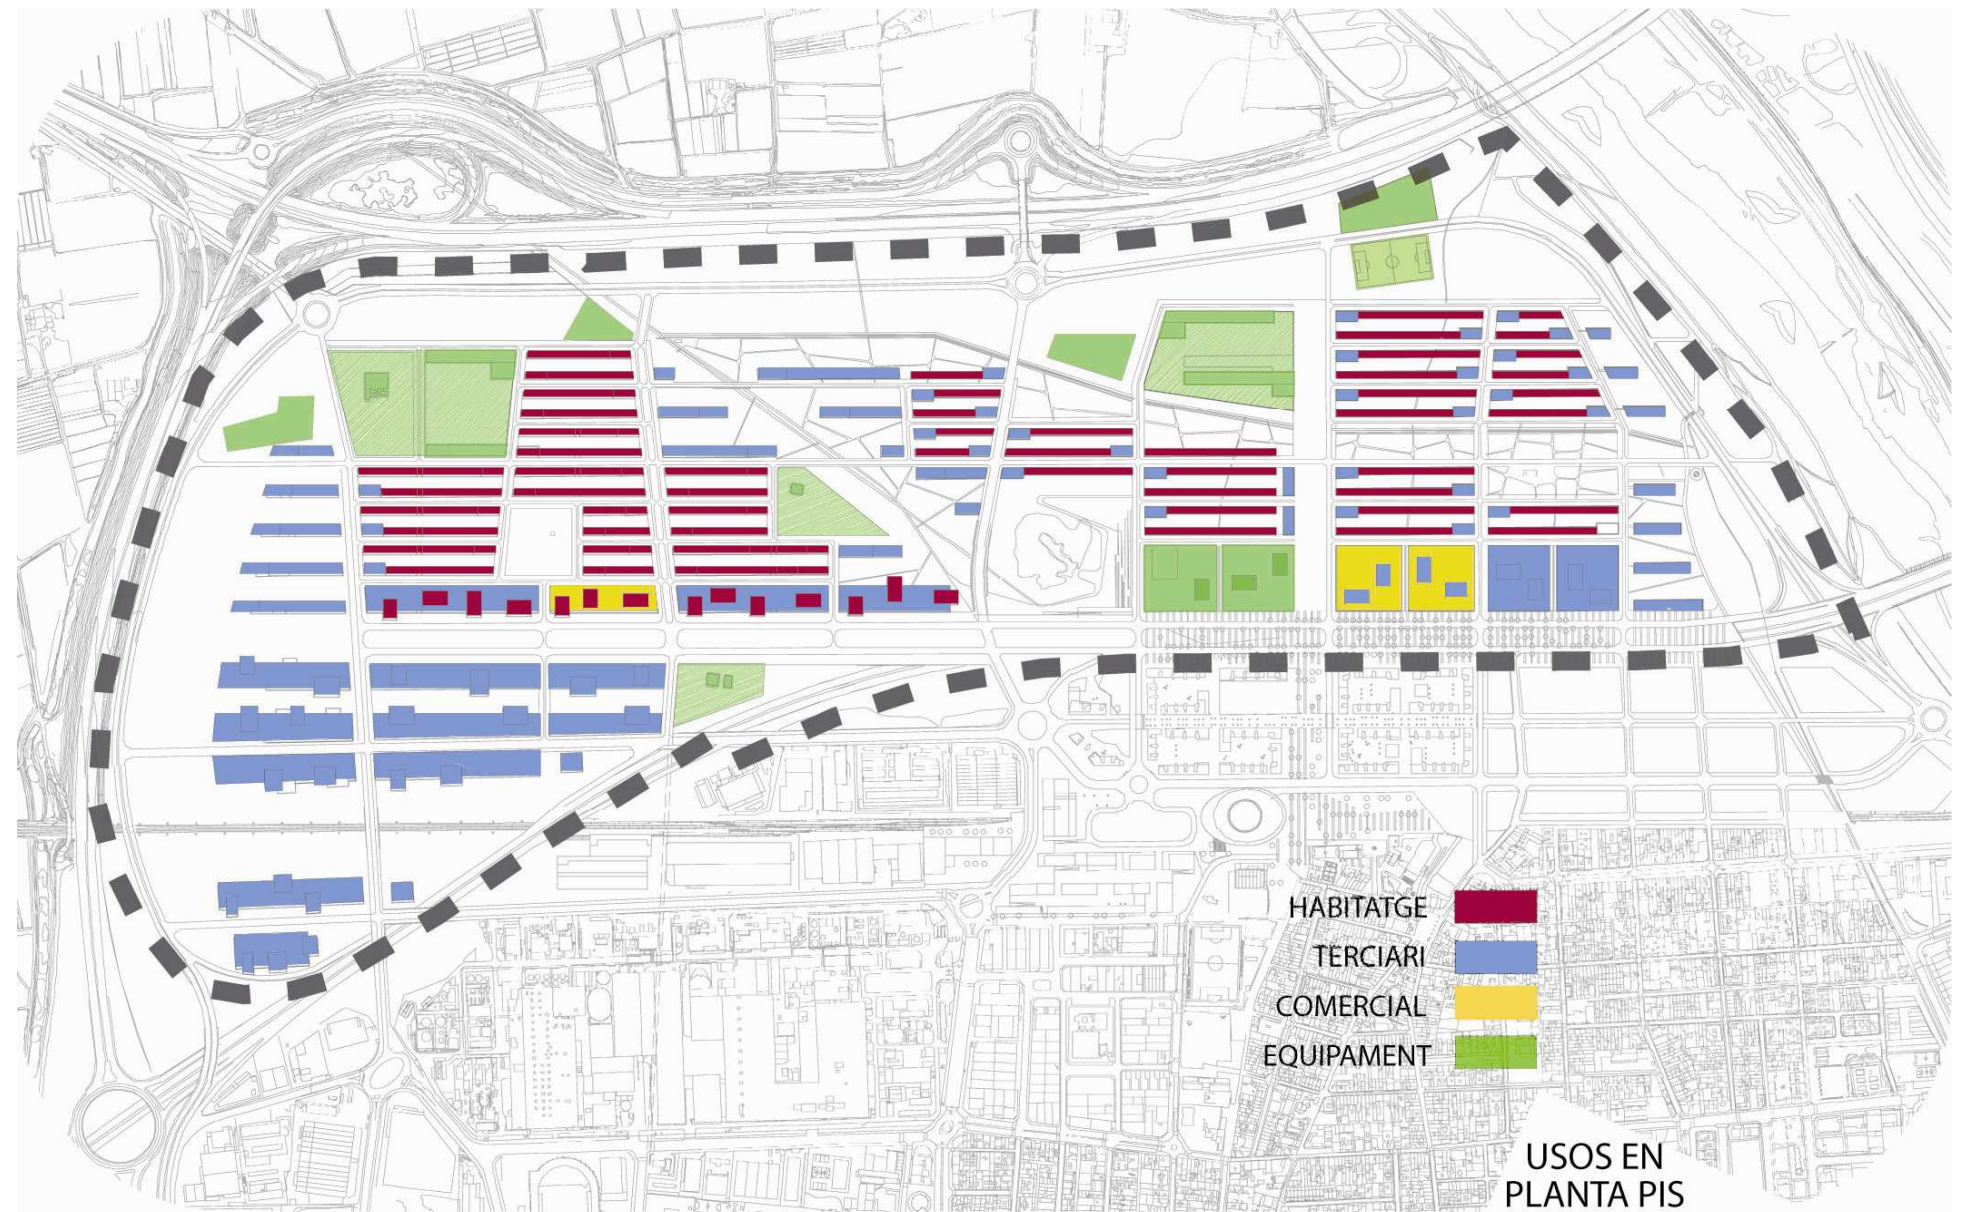 HABITATGE
TERCIARI
COMERCIAL
EQUIPAMENT
USOS EN
PLANTA PIS